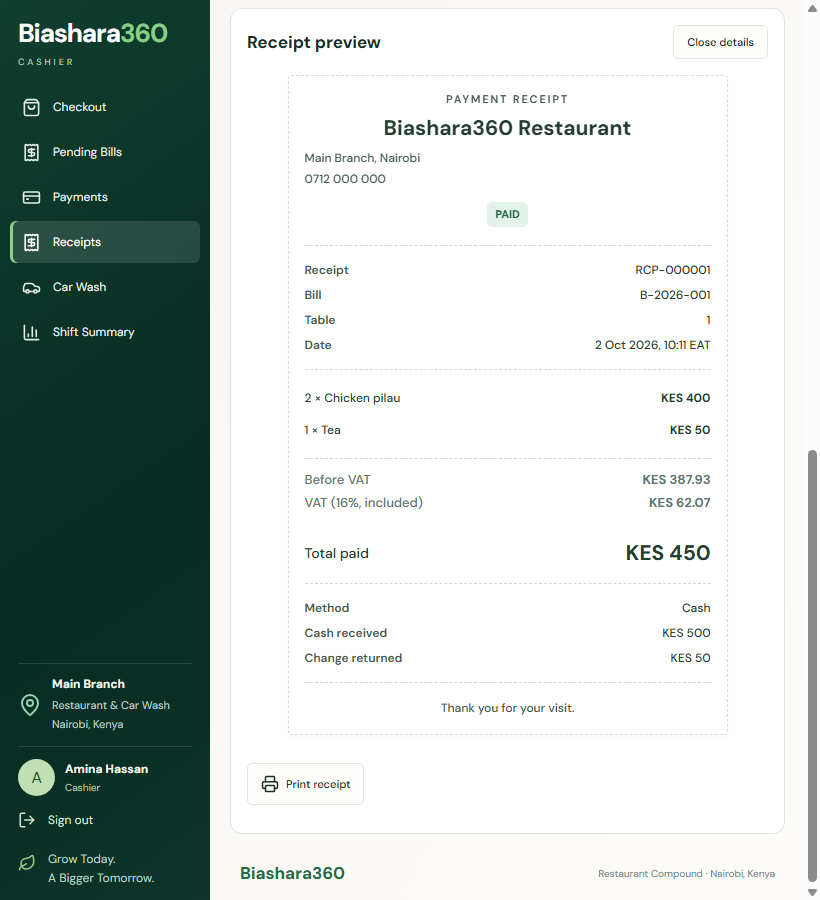 Biashara360
CASHIER
Checkout
Pending Bills
Payments
Receipts
Car Wash
Shift Summary
Main Branch
Restaurant & Car Wash
Nairobi, Kenya
A
Amina Hassan
Cashier
Sign out
Grow Today.
A Bigger Tomorrow.
Receipt preview
Close details
PAYMENT RECEIPT
Biashara360 Restaurant
Main Branch, Nairobi
0712 000 000
PAID
Receipt RCP-000001
Bill B-2026-001
Table 1
Date 2 Oct 2026, 10:11 EAT
2 × Chicken pilau KES 400
1 × Tea KES 50
Before VAT KES 387.93
VAT (16%, included) KES 62.07
Total paid KES 450
Method Cash
Cash received KES 500
Change returned KES 50
Thank you for your visit.
Print receipt
Biashara360 Restaurant Compound · Nairobi, Kenya